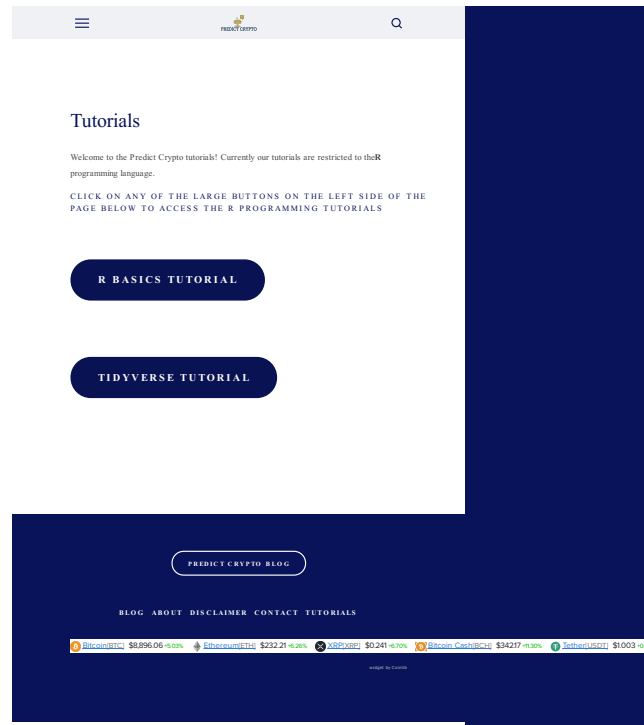 PREDICT CRYPTO
Tutorials
Welcome to the Predict Crypto tutorials! Currently our tutorials are restricted to theR
programming language.
CLICK ON ANY OF THE LARGE BUTTONS ON THE LEFT SIDE OF THE
PAGE BELOW TO ACCESS THE R PROGRAMMING TUTORIALS
R BASICS TUTORIAL
TIDYVERSE TUTORIAL
PREDICT CRYPTO BLOG
BLOG ABOUT DISCLAIMER CONTACT TUTORIALS
Bitcoin[BTC] $8,896.06 +5.03% Ethereum[ETH] $232.21 +6.26% XRP[XRP] $0.241 +6.70% Bitcoin Cash[BCH] $342.17 +11.30% Tether[USDT] $1.003
widget by Coinlib